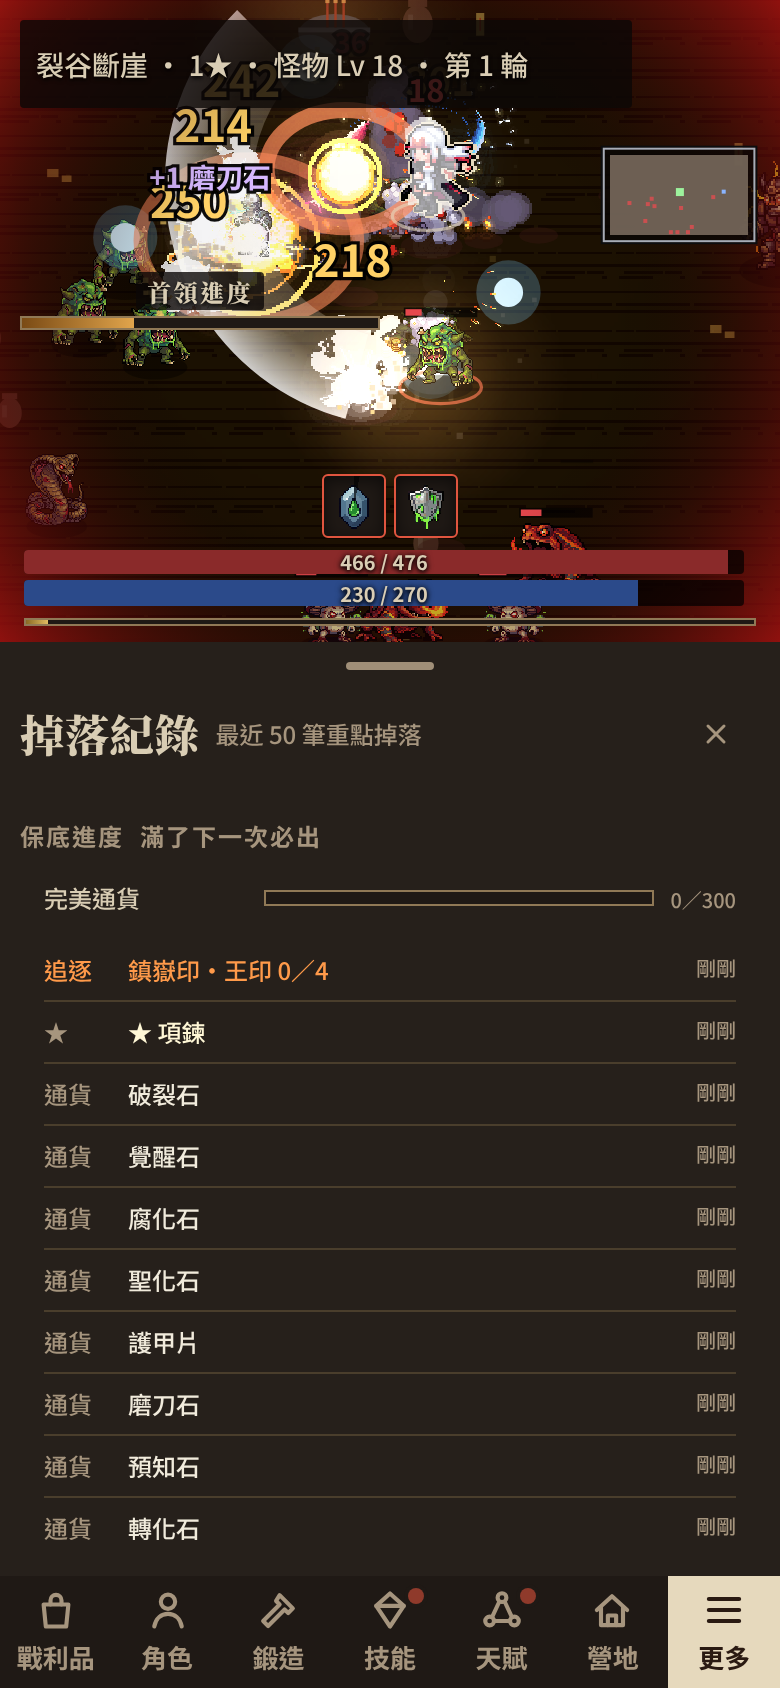 裂谷斷崖 • 1★ • 怪物 Lv 18 • 第 1 輪
36
242
18
214
+1 磨刀石
250
218
首領進度
466 / 476
230 / 270
掉落紀錄 最近 50 筆重點掉落
保底進度 滿了下一次必出
完美通貨 0／300
追逐 鎮嶽印・王印 0／4 剛剛
★ ★ 項鍊 剛剛
通貨 破裂石 剛剛
通貨 覺醒石 剛剛
通貨 腐化石 剛剛
通貨 聖化石 剛剛
通貨 護甲片 剛剛
通貨 磨刀石 剛剛
通貨 預知石 剛剛
通貨 轉化石 剛剛
戰利品 角色 鍛造 技能 天賦 營地 更多